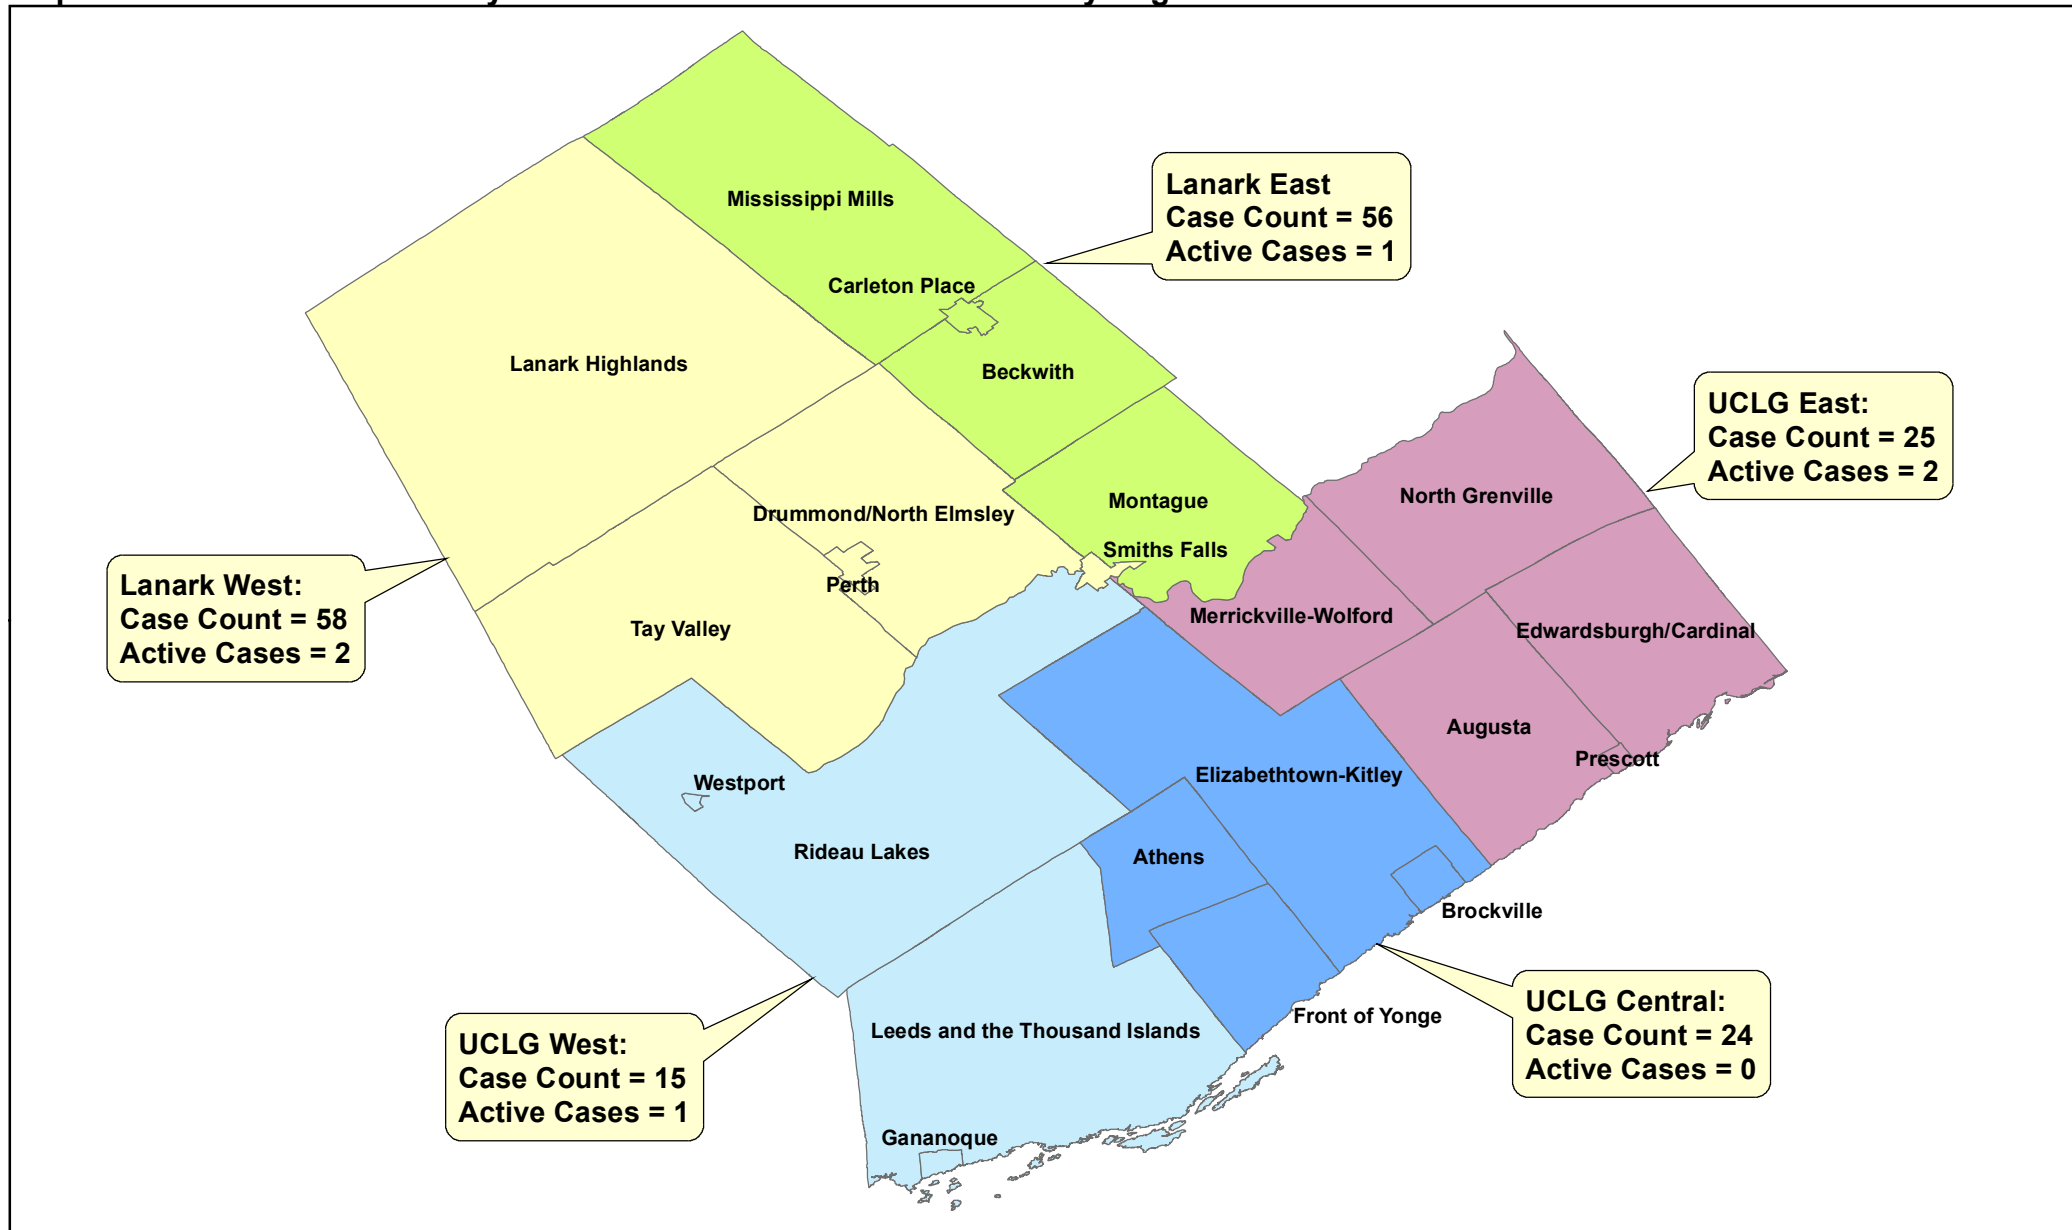 Mississippi Mills
Lanark East
Case Count = 56
Active Cases = 1
Carleton Place
Lanark Highlands
Beckwith
UCLG East:
Case Count = 25
Active Cases = 2
North Grenville
Montague
Drummond/North Elmsley
Smiths Falls
Perth
Lanark West:
Case Count = 58
Active Cases = 2
Merrickville-Wolford
Tay Valley
Edwardsburgh/Cardinal
Augusta
Prescott
Elizabethtown-Kitley
Westport
Rideau Lakes
Athens
Brockville
Front of Yonge
UCLG Central:
Case Count = 24
Active Cases = 0
Leeds and the Thousand Islands
UCLG West:
Case Count = 15
Active Cases = 1
Gananoque